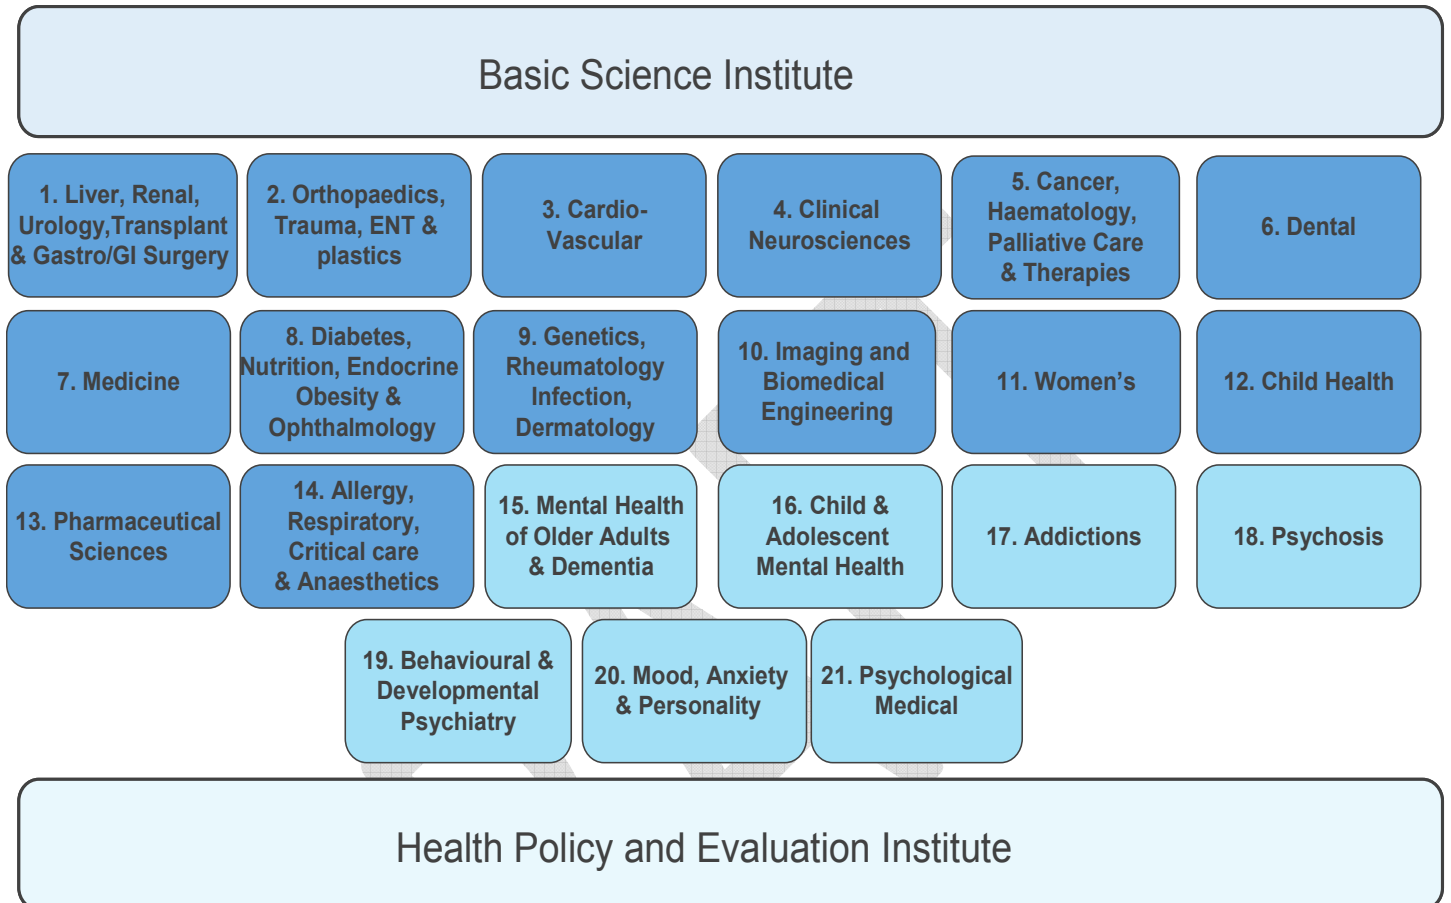 Basic Science Institute
1. Liver, Renal,
Urology,Transplant
& Gastro/GI Surgery
2. Orthopaedics,
Trauma, ENT &
plastics
3. Cardio-
Vascular
4. Clinical
Neurosciences
5. Cancer,
Haematology,
Palliative Care
& Therapies
6. Dental
7. Medicine
8. Diabetes,
Nutrition, Endocrine
Obesity &
Ophthalmology
9. Genetics,
Rheumatology
Infection,
Dermatology
10. Imaging and
Biomedical
Engineering
11. Women’s
12. Child Health
13. Pharmaceutical
Sciences
14. Allergy,
Respiratory,
Critical care
& Anaesthetics
15. Mental Health
of Older Adults
& Dementia
16. Child &
Adolescent
Mental Health
17. Addictions
18. Psychosis
19. Behavioural &
Developmental
Psychiatry
20. Mood, Anxiety
& Personality
21. Psychological
Medical
Health Policy and Evaluation Institute